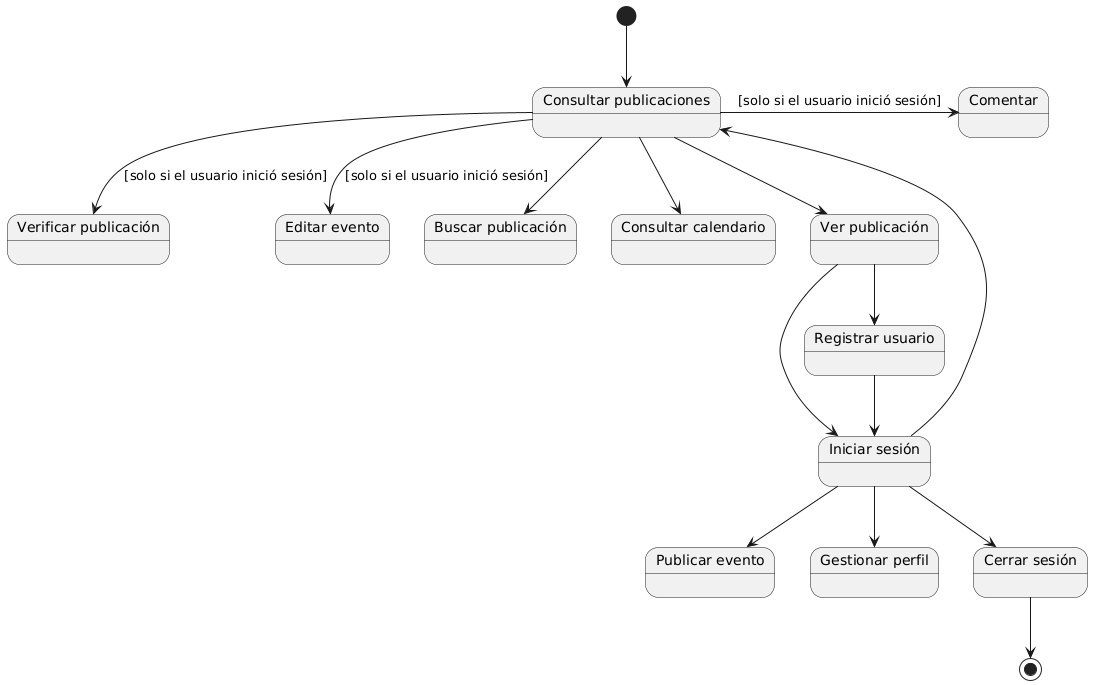 Consultar publicaciones
[solo si el usuario inició sesión]
Comentar
[solo si el usuario inició sesión]
[solo si el usuario inició sesión]
Verificar publicación
Editar evento
Buscar publicación
Consultar calendario
Ver publicación
Registrar usuario
Iniciar sesión
Publicar evento
Gestionar perfil
Cerrar sesión